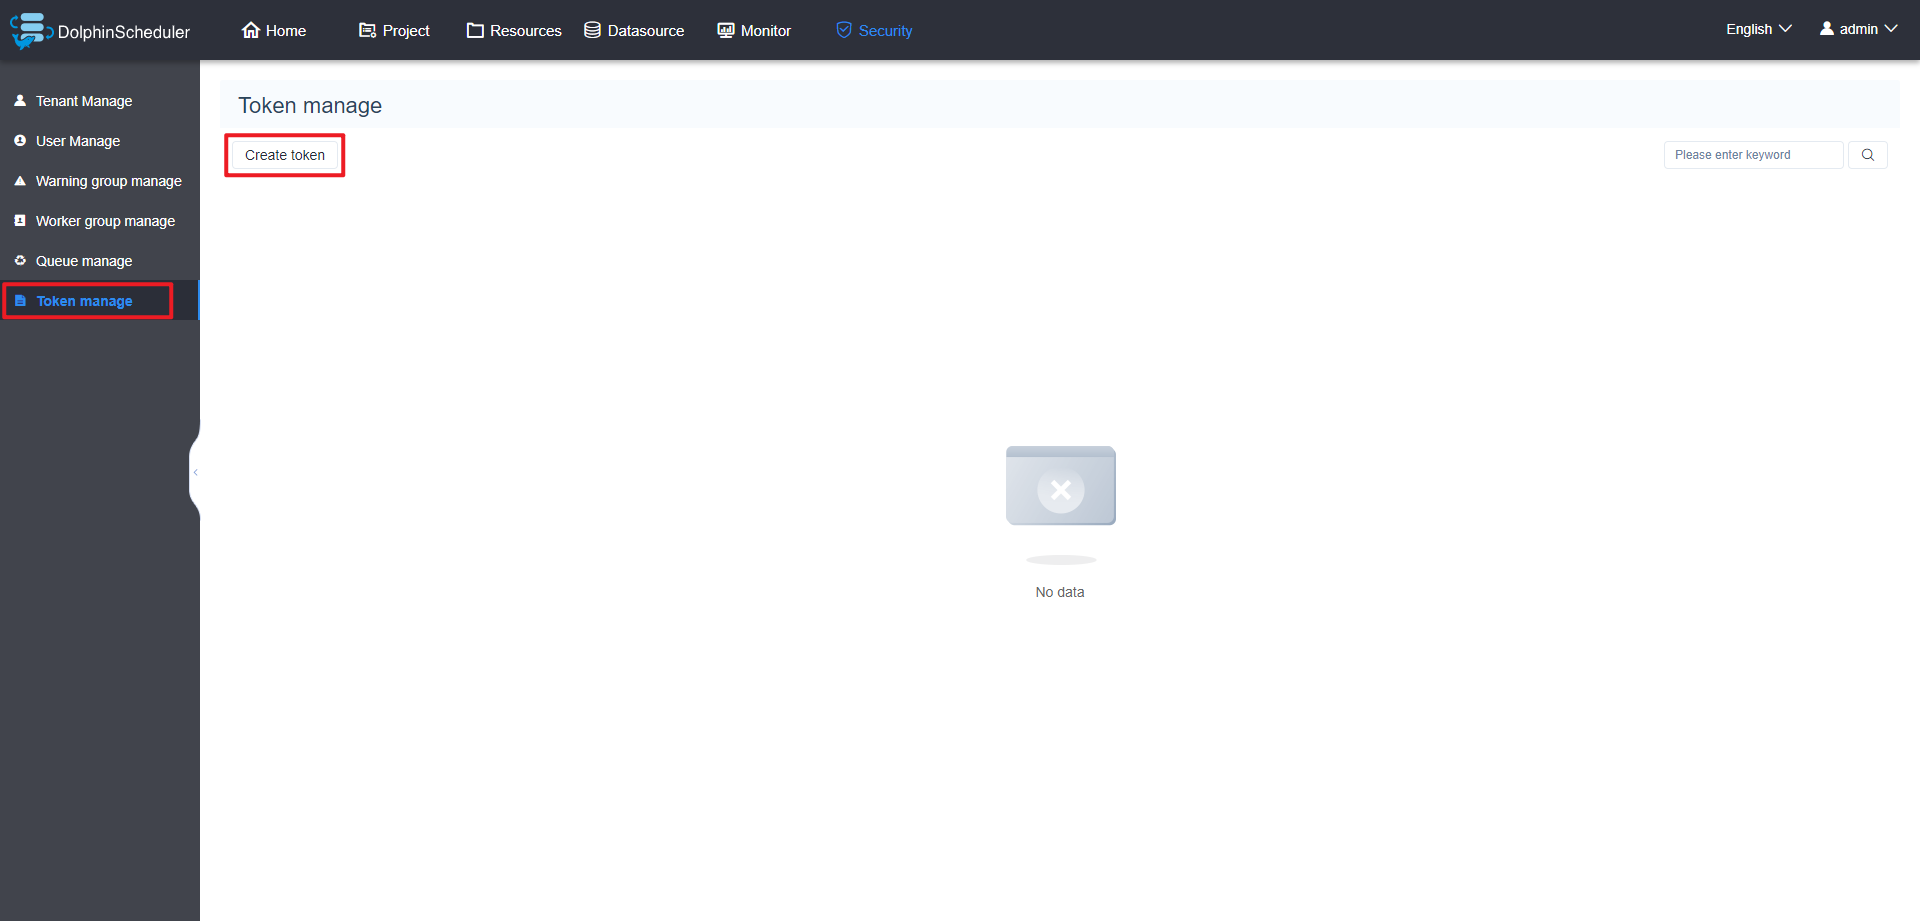 DolphinScheduler
Home
Project
Resources
Datasource
Monitor
Security
English
admin
Tenant Manage
User Manage
Warning group manage
Worker group manage
Queue manage
Token manage
Token manage
Create token
Please enter keyword
No data